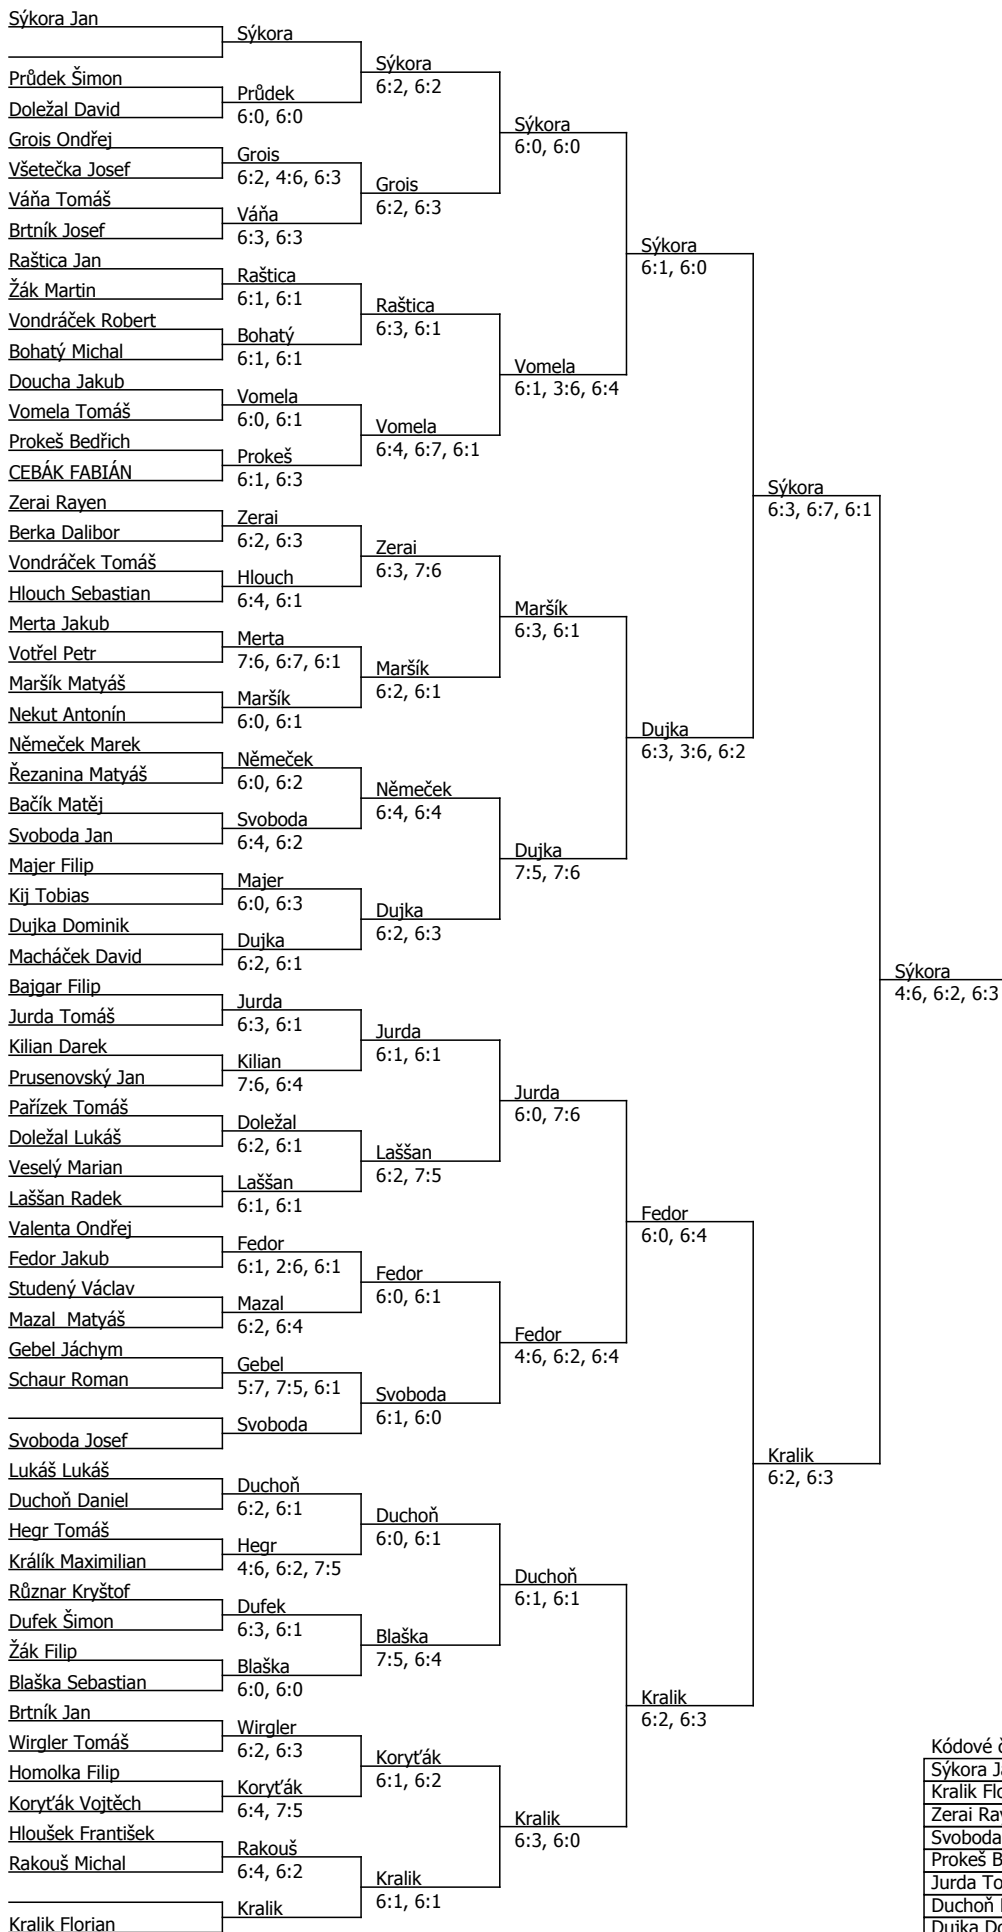 Sýkora Jan
Průdek Šimon
Doležal David
Grois Ondřej
Všetečka Josef
Váňa Tomáš
Brtník Josef
Raštica Jan
Žák Martin
Vondráček Robert
Bohatý Michal
Doucha Jakub
Vomela Tomáš
Prokeš Bedřich
CEBÁK FABIÁN
Zerai Rayen
Berka Dalibor
Vondráček Tomáš
Hlouch Sebastian
Merta Jakub
Votřel Petr
Maršík Matyáš
Nekut Antonín
Němeček Marek
Řezanina Matyáš
Bačík Matěj
Svoboda Jan
Majer Filip
Kij Tobias
Dujka Dominik
Macháček David
Bajgar Filip
Jurda Tomáš
Kilian Darek
Prusenovský Jan
Pařízek Tomáš
Doležal Lukáš
Veselý Marian
Laššan Radek
Valenta Ondřej
Fedor Jakub
Studený Václav
Mazal  Matyáš
Gebel Jáchym
Schaur Roman
Svoboda Josef
Lukáš Lukáš
Duchoň Daniel
Hegr Tomáš
Králík Maximilian
Různar Kryštof
Dufek Šimon
Žák Filip
Blaška Sebastian
Brtník Jan
Wirgler Tomáš
Homolka Filip
Koryťák Vojtěch
Hloušek František
Rakouš Michal
Kralik Florian
Sýkora
Průdek
6:0, 6:0
Grois
6:2, 4:6, 6:3
Váňa
6:3, 6:3
Raštica
6:1, 6:1
Bohatý
6:1, 6:1
Vomela
6:0, 6:1
Prokeš
6:1, 6:3
Zerai
6:2, 6:3
Hlouch
6:4, 6:1
Merta
7:6, 6:7, 6:1
Maršík
6:0, 6:1
Němeček
6:0, 6:2
Svoboda
6:4, 6:2
Majer
6:0, 6:3
Dujka
6:2, 6:1
Jurda
6:3, 6:1
Kilian
7:6, 6:4
Doležal
6:2, 6:1
Laššan
6:1, 6:1
Fedor
6:1, 2:6, 6:1
Mazal
6:2, 6:4
Gebel
5:7, 7:5, 6:1
Svoboda
Duchoň
6:2, 6:1
Hegr
4:6, 6:2, 7:5
Dufek
6:3, 6:1
Blaška
6:0, 6:0
Wirgler
6:2, 6:3
Koryťák
6:4, 7:5
Rakouš
6:4, 6:2
Kralik
Sýkora
6:2, 6:2
Grois
6:2, 6:3
Raštica
6:3, 6:1
Vomela
6:4, 6:7, 6:1
Zerai
6:3, 7:6
Maršík
6:2, 6:1
Němeček
6:4, 6:4
Dujka
6:2, 6:3
Jurda
6:1, 6:1
Laššan
6:2, 7:5
Fedor
6:0, 6:1
Svoboda
6:1, 6:0
Duchoň
6:0, 6:1
Blaška
7:5, 6:4
Koryťák
6:1, 6:2
Kralik
6:1, 6:1
Sýkora
6:0, 6:0
Vomela
6:1, 3:6, 6:4
Maršík
6:3, 6:1
Dujka
7:5, 7:6
Jurda
6:0, 7:6
Fedor
4:6, 6:2, 6:4
Duchoň
6:1, 6:1
Kralik
6:3, 6:0
Sýkora
6:1, 6:0
Dujka
6:3, 3:6, 6:2
Fedor
6:0, 6:4
Kralik
6:2, 6:3
Sýkora
6:3, 6:7, 6:1
Kralik
6:2, 6:3
Sýkora
4:6, 6:2, 6:3
Kódové
Sýkora
Kralik
Zerai
Svoboda
Prokeš
Jurda
Duchoň
Dujka